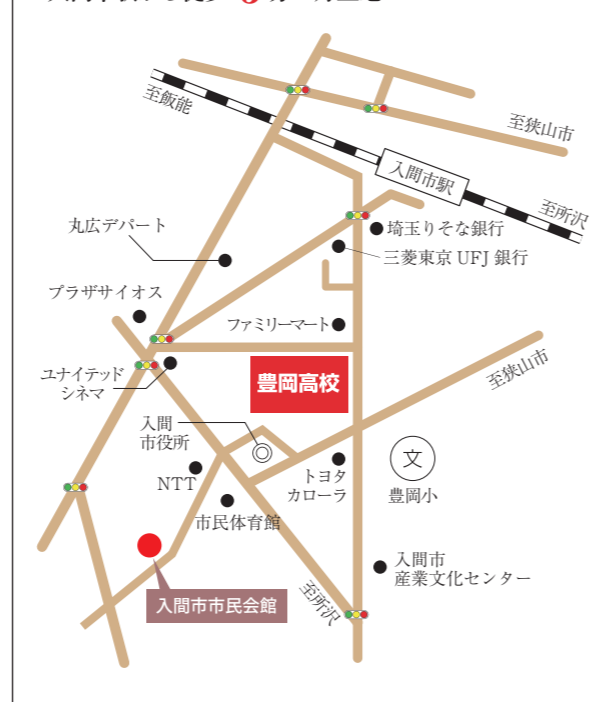 至飯能
至狭山市
入間市駅
至所沢
埼玉りそな銀行
三菱東京 UFJ 銀行
丸広デパート
プラザサイオス
ファミリーマート
ユナイテッド
シネマ
豊岡高校
至狭山市
入間
市役所
文
豊岡小
トヨタ
カローラ
NTT
市民体育館
入間市
産業文化センター
至所沢
入間市市民会館